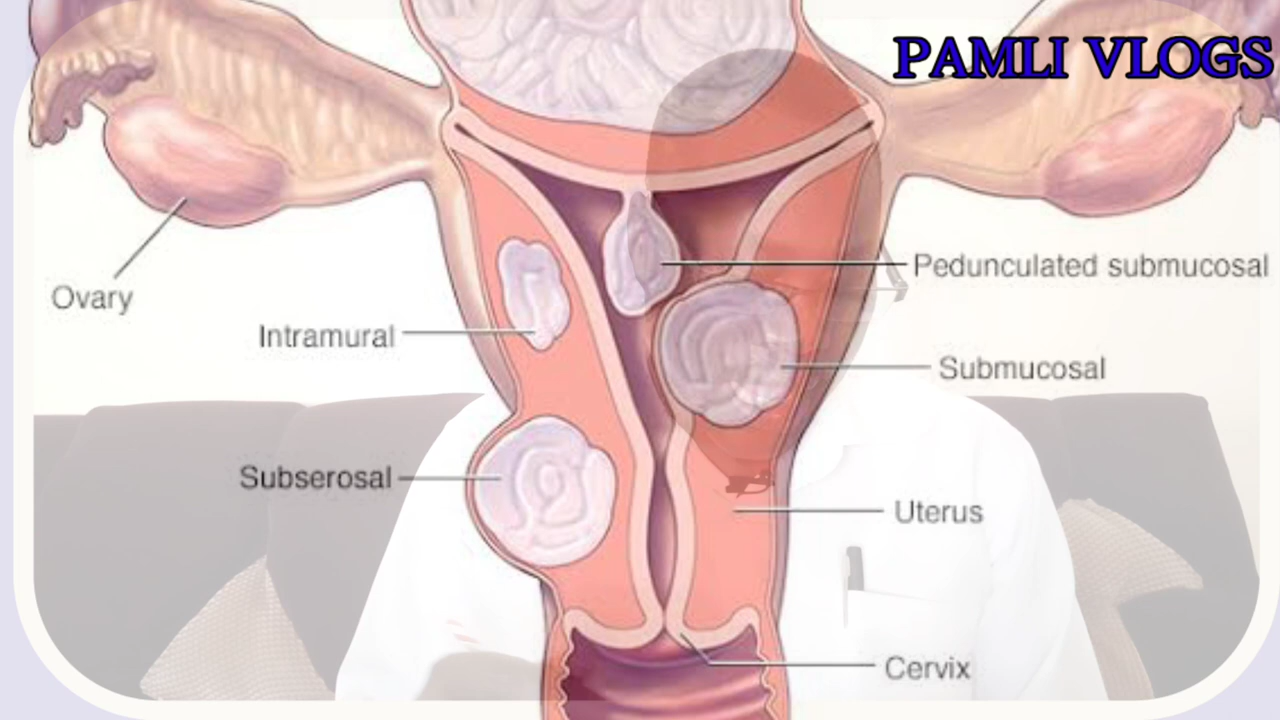 PAMLI VLOGS
Pedunculated submucosal
Ovary
Intramural
Submucosal
Subserosal
Uterus
Cervix